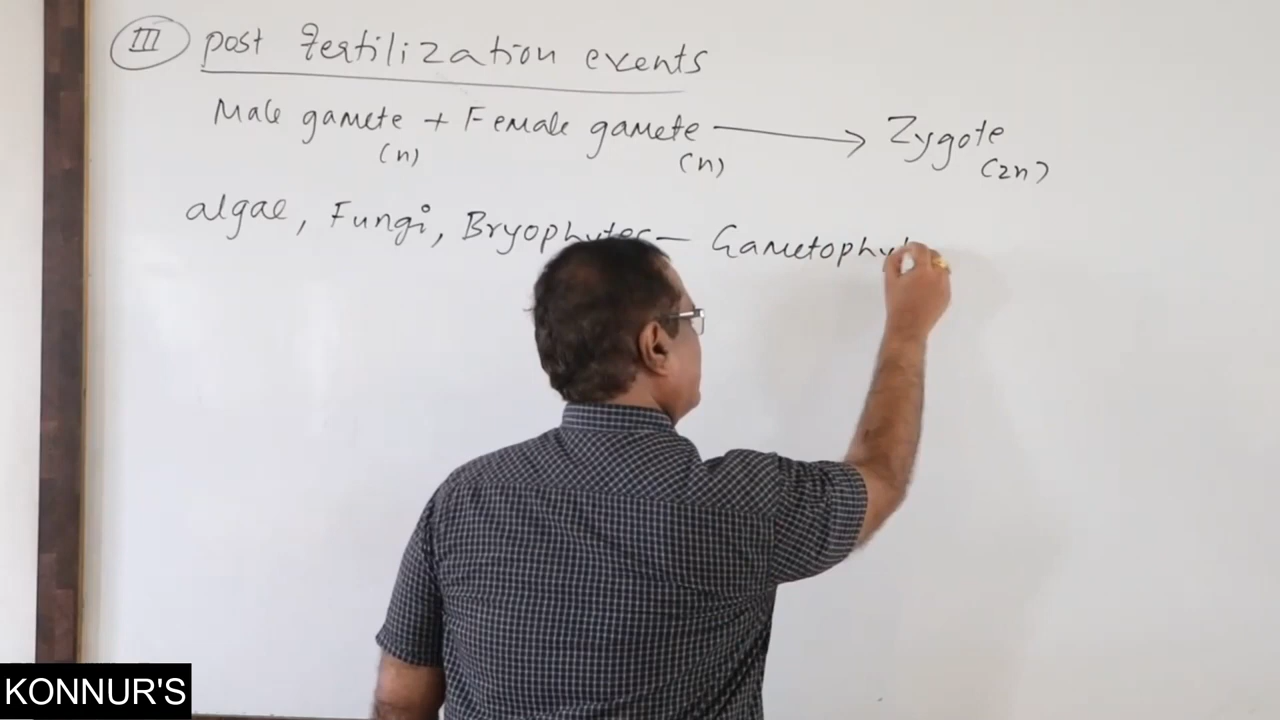 III post fertilization events
Male gamete + Female gamete → Zygote
(n) (n) (2n)
algae, Fungi, Bryophytes — Gametophy
KONNUR'S